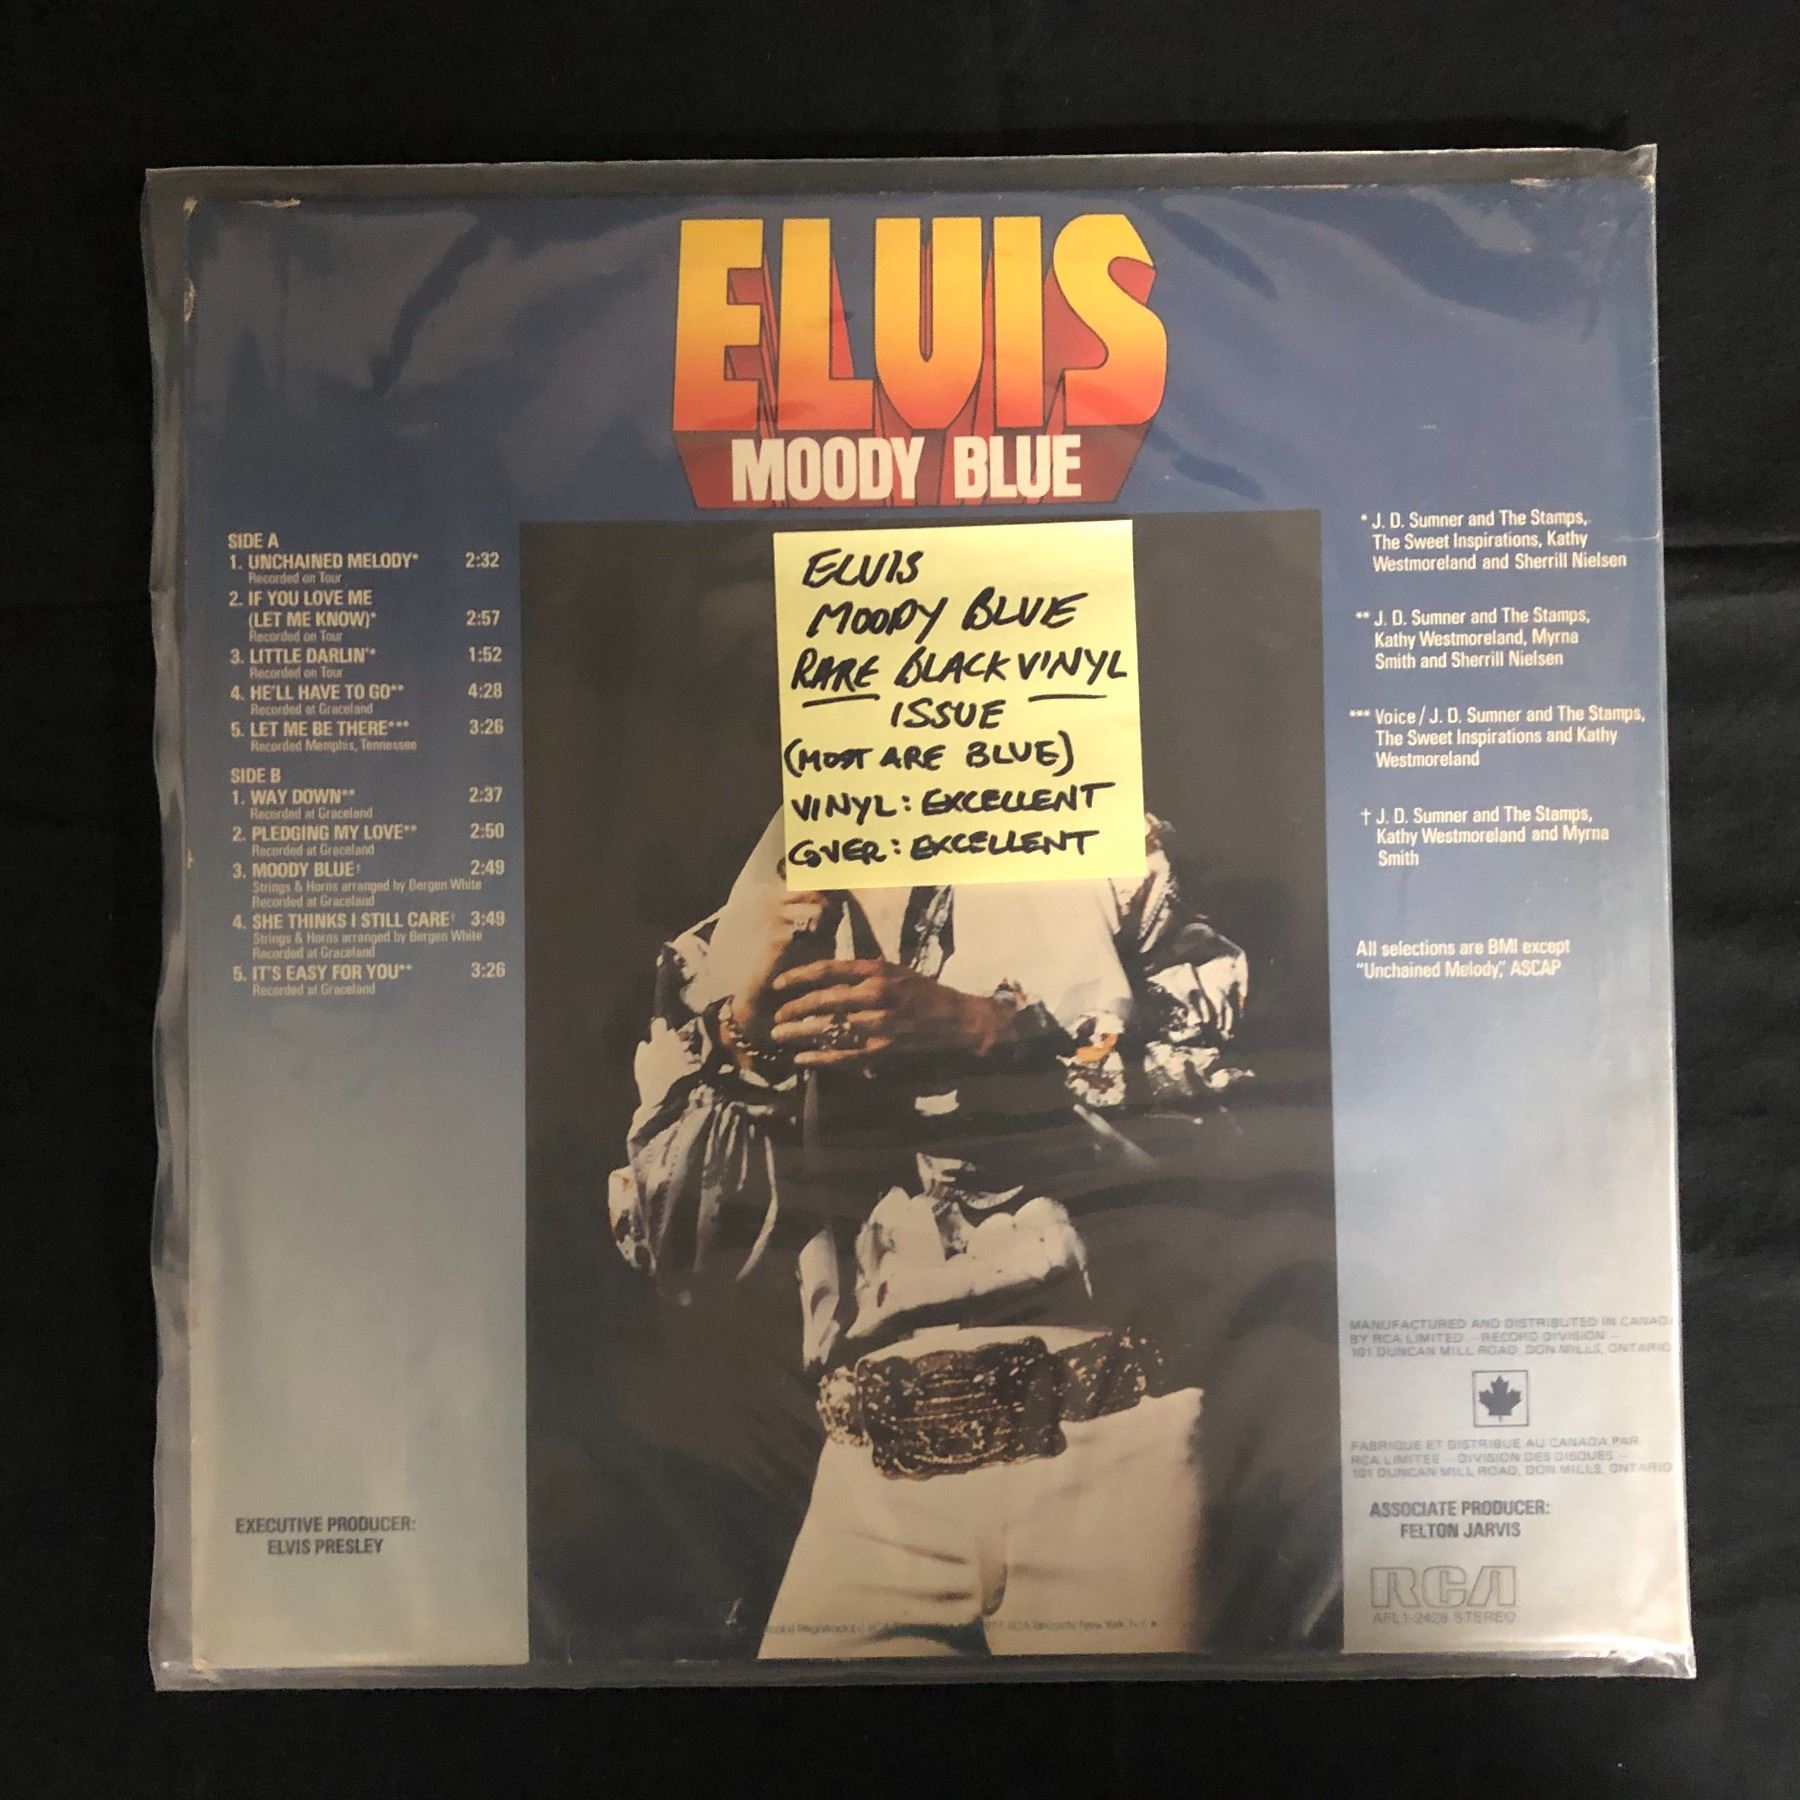 ELVIS
MOODY BLUE
ELVIS
MOODY BLUE
RARE BLACK VINYL
ISSUE
(MOST ARE BLUE)
VINYL: EXCELLENT
COVER: EXCELLENT
SIDE A
1. UNCHAINED MELODY* 2:32
Recorded on Tour
2. IF YOU LOVE ME
(LET ME KNOW)* 2:57
Recorded on Tour
3. LITTLE DARLIN'* 1:52
Recorded on Tour
4. HE'LL HAVE TO GO** 4:28
Recorded at Graceland
5. LET ME BE THERE*** 3:26
Recorded Memphis, Tennessee
SIDE B
1. WAY DOWN** 2:37
Recorded at Graceland
2. PLEDGING MY LOVE** 2:50
Recorded at Graceland
3. MOODY BLUE† 2:49
Strings & Horns arranged by Bergen White
Recorded at Graceland
4. SHE THINKS I STILL CARE† 3:49
Strings & Horns arranged by Bergen White
Recorded at Graceland
5. IT'S EASY FOR YOU** 3:26
Recorded at Graceland
EXECUTIVE PRODUCER:
ELVIS PRESLEY
* J. D. Sumner and The Stamps,
The Sweet Inspirations, Kathy
Westmoreland and Sherrill Nielsen
** J. D. Sumner and The Stamps,
Kathy Westmoreland, Myrna
Smith and Sherrill Nielsen
*** Voice/J. D. Sumner and The Stamps,
The Sweet Inspirations and Kathy
Westmoreland
† J. D. Sumner and The Stamps,
Kathy Westmoreland and Myrna
Smith
All selections are BMI except
"Unchained Melody," ASCAP
MANUFACTURED AND DISTRIBUTED IN CANADA
BY RCA LIMITED – RECORD DIVISION –
101 DUNCAN MILL ROAD, DON MILLS, ONTARIO
FABRIQUE ET DISTRIBUE AU CANADA PAR
RCA LIMITEE – DIVISION DES DISQUES –
101 DUNCAN MILL ROAD, DON MILLS, ONTARIO
ASSOCIATE PRODUCER:
FELTON JARVIS
RCA
AFL1-2428 STEREO
Registrada(s) RCA
RCA Records, New York, N.Y.